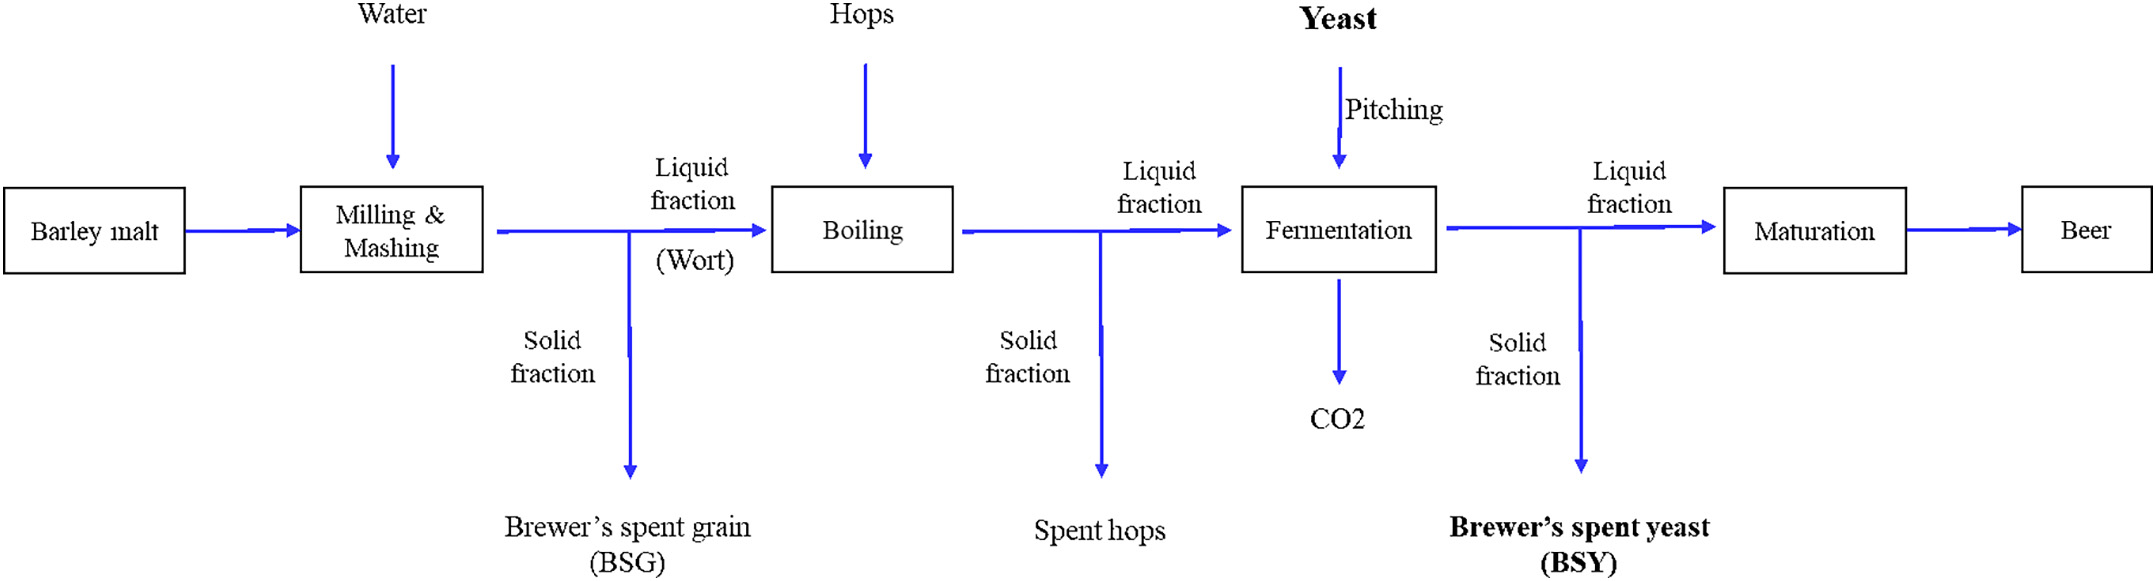 Water
Hops
Yeast
Pitching
Liquid
fraction
(Wort)
Liquid
fraction
Liquid
fraction
Barley malt
Milling &
Mashing
Boiling
Fermentation
Maturation
Beer
Solid
fraction
Solid
fraction
Solid
fraction
CO2
Brewer’s spent grain
(BSG)
Spent hops
Brewer’s spent yeast
(BSY)